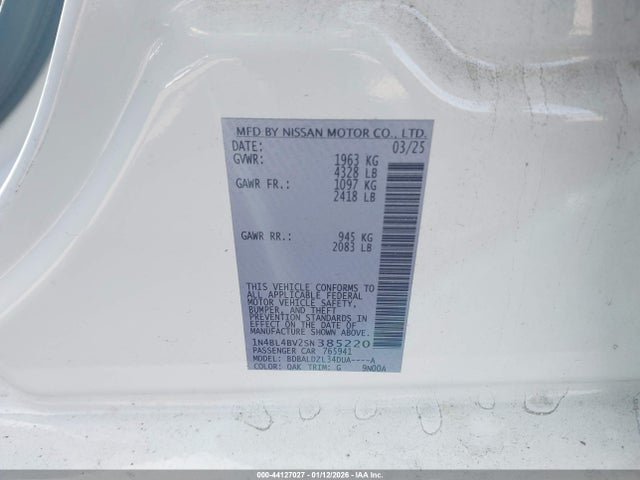 MFD BY NISSAN MOTOR CO., LTD.
DATE: 03/25
GVWR: 1963 KG
4328 LB
GAWR FR.: 1097 KG
2418 LB
GAWR RR.: 945 KG
2083 LB
THIS VEHICLE CONFORMS TO
ALL APPLICABLE FEDERAL
MOTOR VEHICLE SAFETY,
BUMPER, AND THEFT
PREVENTION STANDARDS IN
EFFECT ON THE DATE OF
MANUFACTURE SHOWN ABOVE.
1N4BL4BV2SN385220
PASSENGER CAR 765941
MODEL: BDBALDZL34DUA----A
COLOR: QAK TRIM: G 9N00A
000-44127027 - 01/12/2026 - IAA Inc.